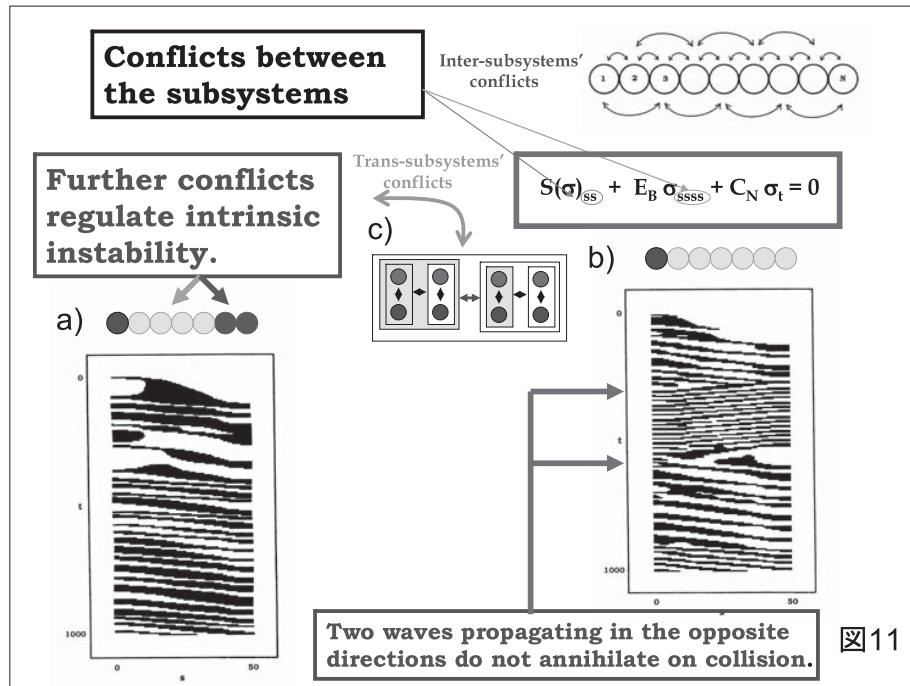 Conflicts between
the subsystems
Inter-subsystems'
conflicts
1 2 3 N
Trans-subsystems'
conflicts
Further conflicts
regulate intrinsic
instability.
S(σ)ss + EB σssss + CN σt = 0
c)
b)
a)
0
t
1000
0 50
s
0
t
1000
0 50
Two waves propagating in the opposite
directions do not annihilate on collision.
図11